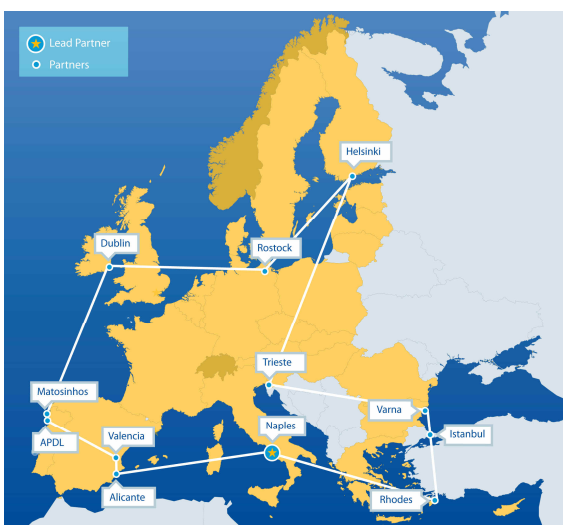 Lead Partner
Partners
Helsinki
Dublin
Rostock
Trieste
Matosinhos
Varna
Naples
APDL
Valencia
Istanbul
Alicante
Rhodes